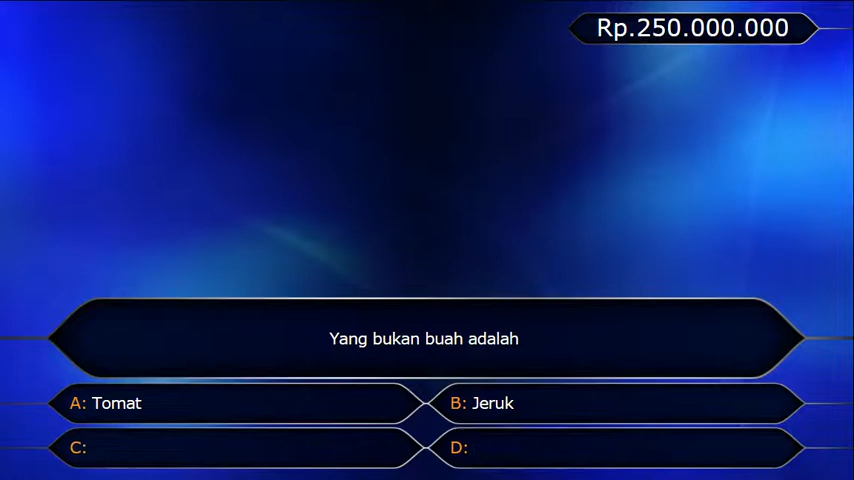 Rp.250.000.000
Yang bukan buah adalah
A: Tomat
B: Jeruk
C:
D: